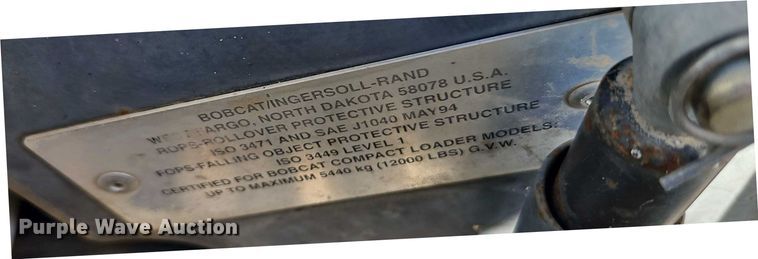 BOBCAT/INGERSOLL-RAND
WEST FARGO, NORTH DAKOTA 58078 U.S.A.
ROPS-ROLLOVER PROTECTIVE STRUCTURE
ISO 3471 AND SAE J1040 MAY94
FOPS-FALLING OBJECT PROTECTIVE STRUCTURE
ISO 3449 LEVEL 1
CERTIFIED FOR BOBCAT COMPACT LOADER MODELS:
UP TO MAXIMUM 5440 kg (12000 LBS) G.V.W.
Purple Wave Auction